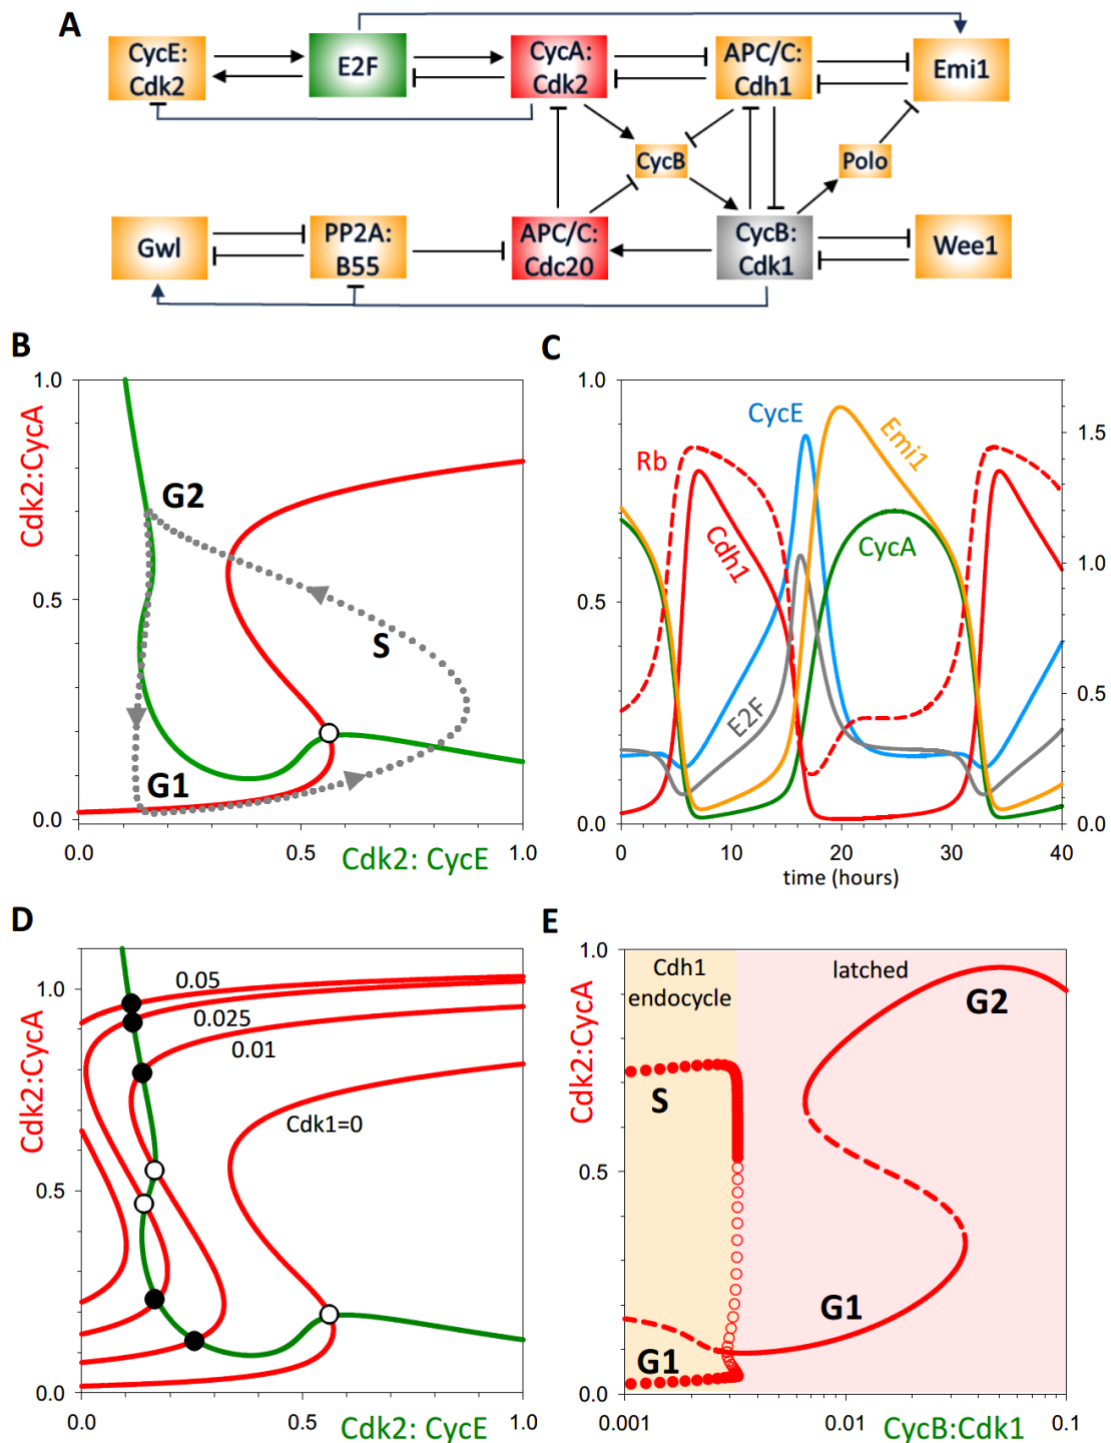 A
CycE:
Cdk2
E2F
CycA:
Cdk2
APC/C:
Cdh1
Emi1
CycB
Polo
Gwl
PP2A:
B55
APC/C:
Cdc20
CycB:
Cdk1
Wee1
B
1.0
0.5
0.0
0.0
0.5
1.0
Cdk2:CycA
Cdk2: CycE
G2
S
G1
C
1.0
0.5
0.0
1.5
1.0
0.5
0.0
0
10
20
30
40
time (hours)
Rb
CycE
Emi1
Cdh1
CycA
E2F
D
1.0
0.5
0.0
0.0
0.5
1.0
Cdk2:CycA
Cdk2: CycE
0.05
0.025
0.01
Cdk1=0
E
1.0
0.5
0.0
0.001
0.01
0.1
Cdk2:CycA
CycB:Cdk1
Cdh1
endocycle
latched
G2
S
G1
G1